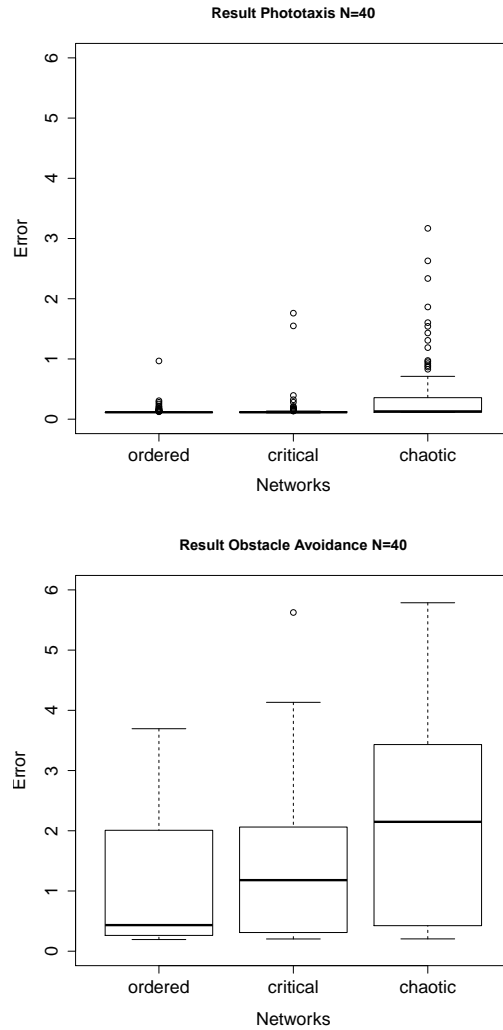 Result Phototaxis N=40
Error
6
5
4
3
2
1
0
ordered critical chaotic
Networks
Result Obstacle Avoidance N=40
Error
6
5
4
3
2
1
0
ordered critical chaotic
Networks